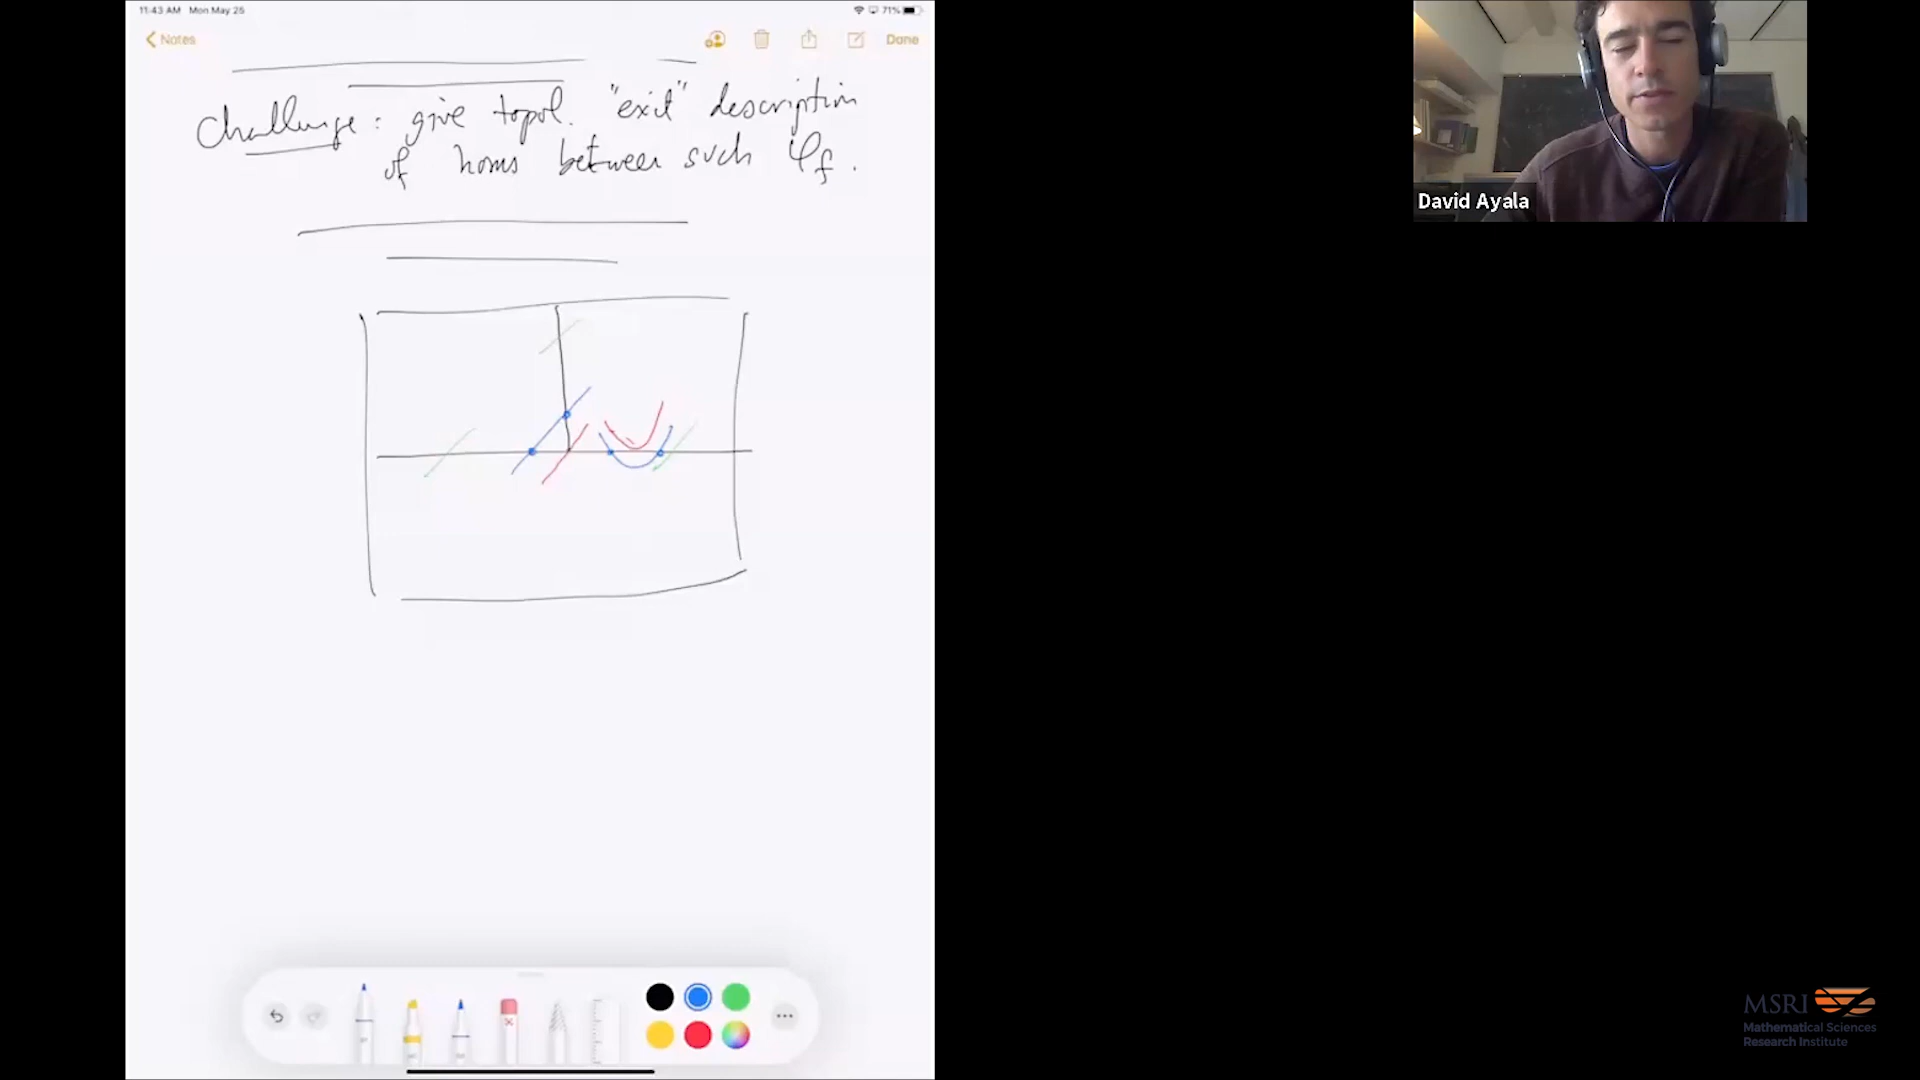 11:43 AM Mon May 25
71%
Notes
Done
challenge: give topol. "exit" description
of homs between such φ_f.
David Ayala
MSRI
Mathematical Sciences
Research Institute